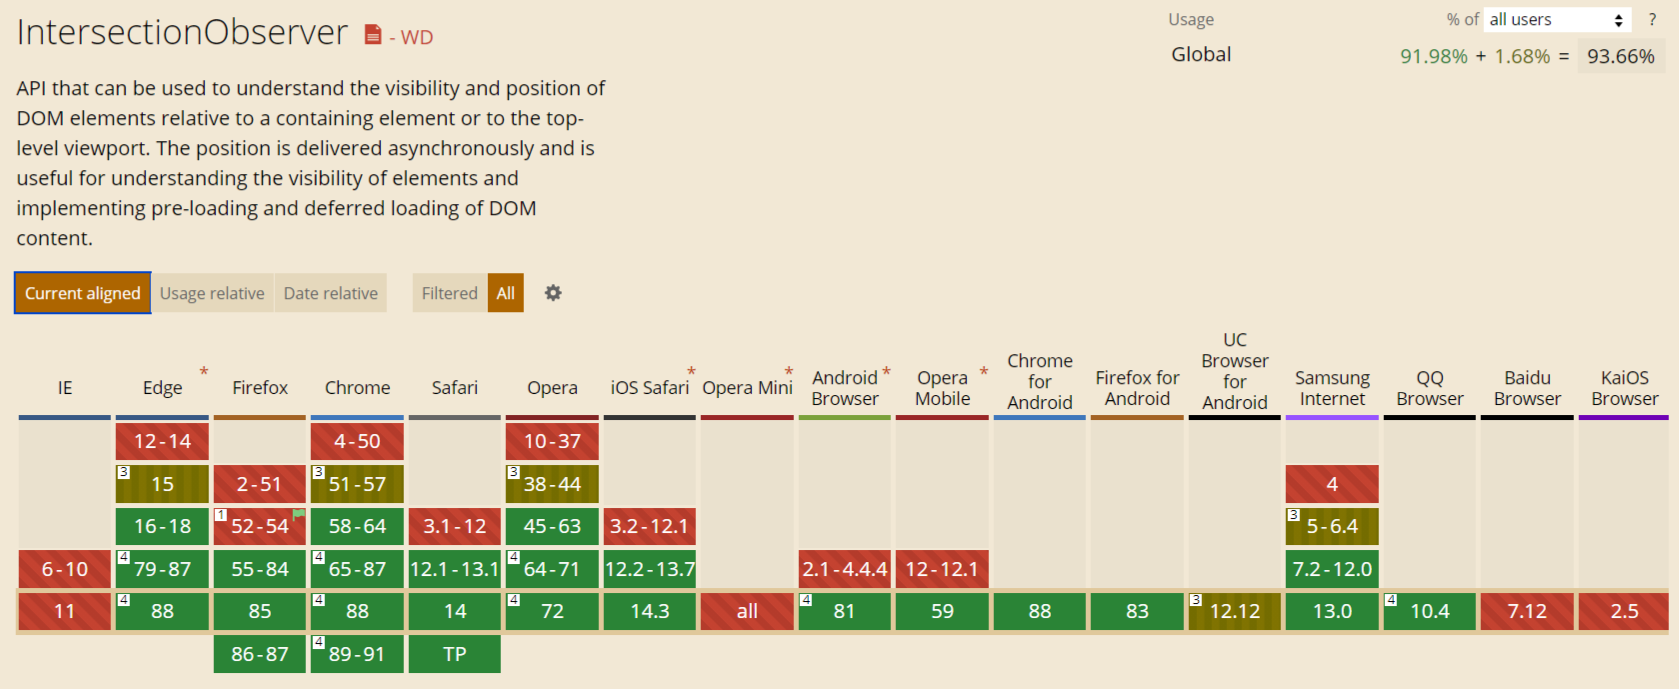 IntersectionObserver - WD
Usage % of all users ?
Global 91.98% + 1.68% = 93.66%
API that can be used to understand the visibility and position of
DOM elements relative to a containing element or to the top-
level viewport. The position is delivered asynchronously and is
useful for understanding the visibility of elements and
implementing pre-loading and deferred loading of DOM
content.
Current aligned Usage relative Date relative Filtered All
IE Edge * Firefox Chrome Safari Opera iOS Safari * Opera Mini * Android Browser * Opera Mobile * Chrome for Android Firefox for Android UC Browser for Android Samsung Internet QQ Browser Baidu Browser KaiOS Browser
12-14 4-50 10-37
3 15 2-51 3 51-57 3 38-44 4
16-18 1 52-54 58-64 3.1-12 45-63 3.2-12.1 3 5-6.4
6-10 4 79-87 55-84 4 65-87 12.1-13.1 4 64-71 12.2-13.7 2.1-4.4.4 12-12.1 7.2-12.0
11 4 88 85 4 88 14 4 72 14.3 all 4 81 59 88 83 3 12.12 13.0 4 10.4 7.12 2.5
86-87 4 89-91 TP